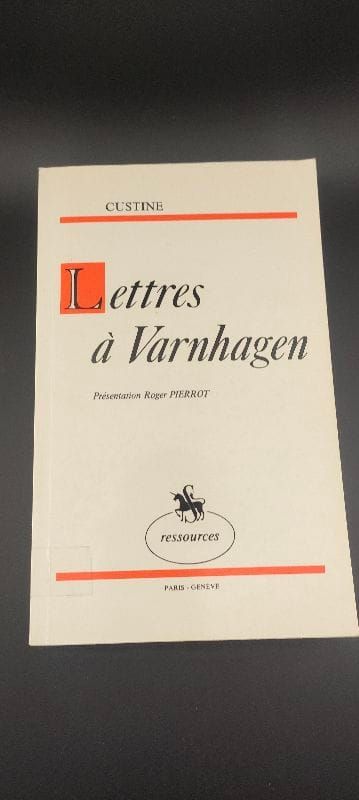 CUSTINE
Lettres
à Varnhagen
Présentation Roger PIERROT
ressources
PARIS - GENÈVE